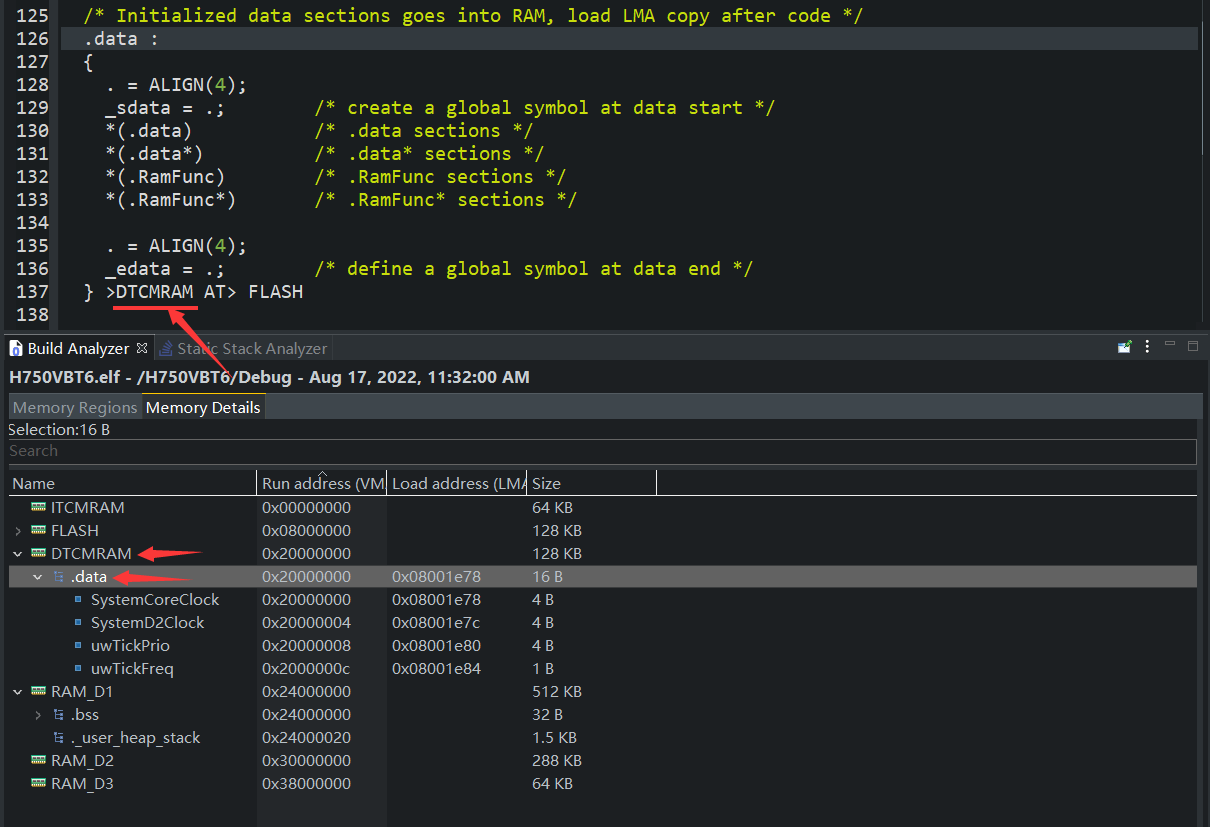 125 /* Initialized data sections goes into RAM, load LMA copy after code */
126 .data :
127 {
128 . = ALIGN(4);
129 _sdata = .; /* create a global symbol at data start */
130 *(.data) /* .data sections */
131 *(.data*) /* .data* sections */
132 *(.RamFunc) /* .RamFunc sections */
133 *(.RamFunc*) /* .RamFunc* sections */
134
135 . = ALIGN(4);
136 _edata = .; /* define a global symbol at data end */
137 } >DTCMRAM AT> FLASH
138
Build Analyzer Static Stack Analyzer
H750VBT6.elf - /H750VBT6/Debug - Aug 17, 2022, 11:32:00 AM
Memory Regions Memory Details
Selection:16 B
Search
Name Run address (VM Load address (LMA Size
ITCMRAM 0x00000000 64 KB
FLASH 0x08000000 128 KB
DTCMRAM 0x20000000 128 KB
.data 0x20000000 0x08001e78 16 B
SystemCoreClock 0x20000000 0x08001e78 4 B
SystemD2Clock 0x20000004 0x08001e7c 4 B
uwTickPrio 0x20000008 0x08001e80 4 B
uwTickFreq 0x2000000c 0x08001e84 1 B
RAM_D1 0x24000000 512 KB
.bss 0x24000000 32 B
._user_heap_stack 0x24000020 1.5 KB
RAM_D2 0x30000000 288 KB
RAM_D3 0x38000000 64 KB